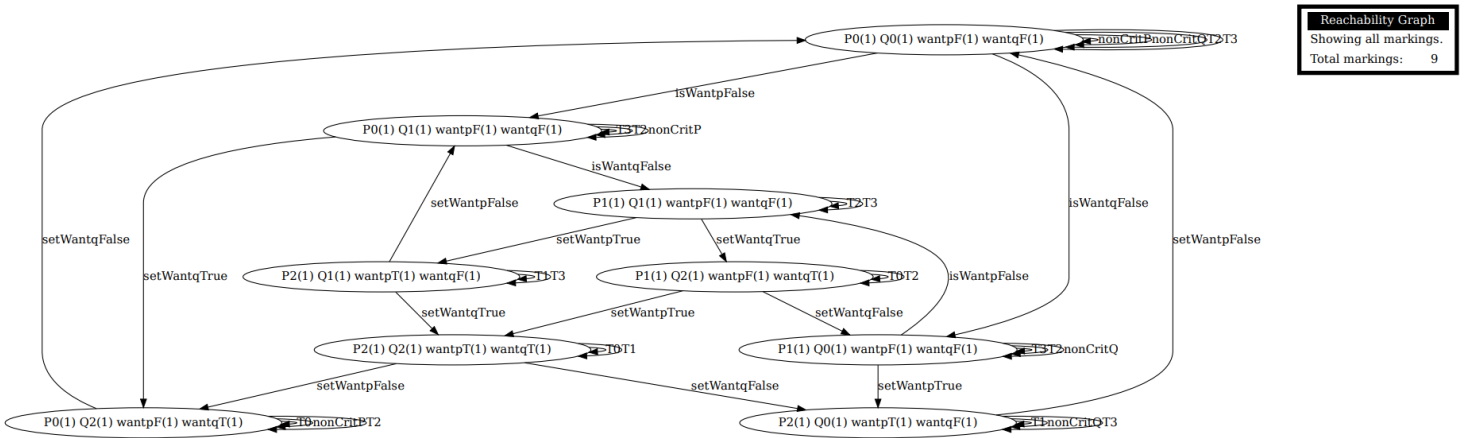 Reachability Graph
Showing all markings.
Total markings: 9
P0(1) Q0(1) wantpF(1) wantqF(1)
nonCritPnonCritQT2T3
isWantpFalse
P0(1) Q1(1) wantpF(1) wantqF(1)
T3T2nonCritP
isWantqFalse
P1(1) Q1(1) wantpF(1) wantqF(1)
T2T3
isWantqFalse
setWantpFalse
setWantqFalse
setWantpTrue
setWantqTrue
setWantpFalse
setWantqTrue
P2(1) Q1(1) wantpT(1) wantqF(1)
T1T3
P1(1) Q2(1) wantpF(1) wantqT(1)
T0T2
isWantpFalse
setWantqTrue
setWantpTrue
setWantqFalse
P2(1) Q2(1) wantpT(1) wantqT(1)
T0T1
P1(1) Q0(1) wantpF(1) wantqF(1)
T3T2nonCritQ
setWantpFalse
setWantqFalse
setWantpTrue
P0(1) Q2(1) wantpF(1) wantqT(1)
T0nonCritPT2
P2(1) Q0(1) wantpT(1) wantqF(1)
T1nonCritQT3